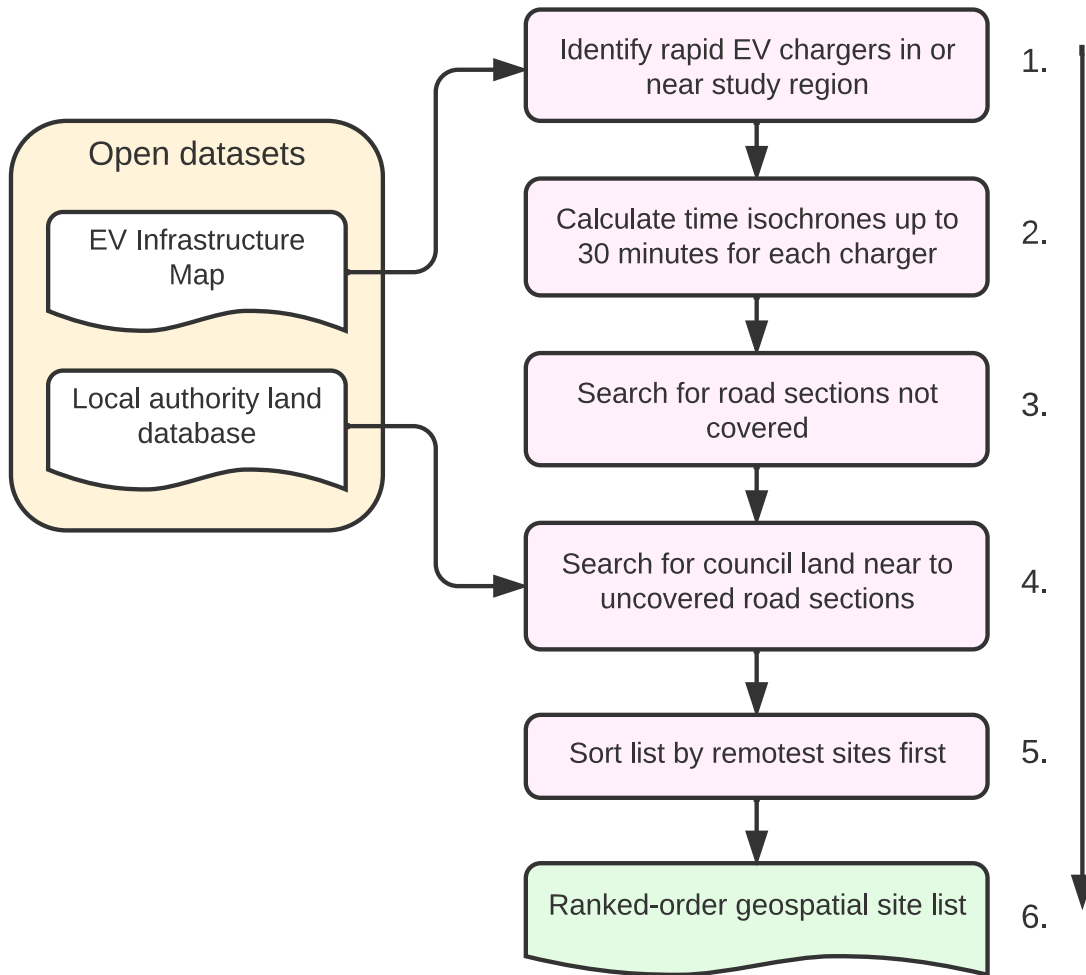 Open datasets
EV Infrastructure
Map
Local authority land
database
Identify rapid EV chargers in or
near study region
1.
Calculate time isochrones up to
30 minutes for each charger
2.
Search for road sections not
covered
3.
Search for council land near to
uncovered road sections
4.
Sort list by remotest sites first
5.
Ranked-order geospatial site list
6.